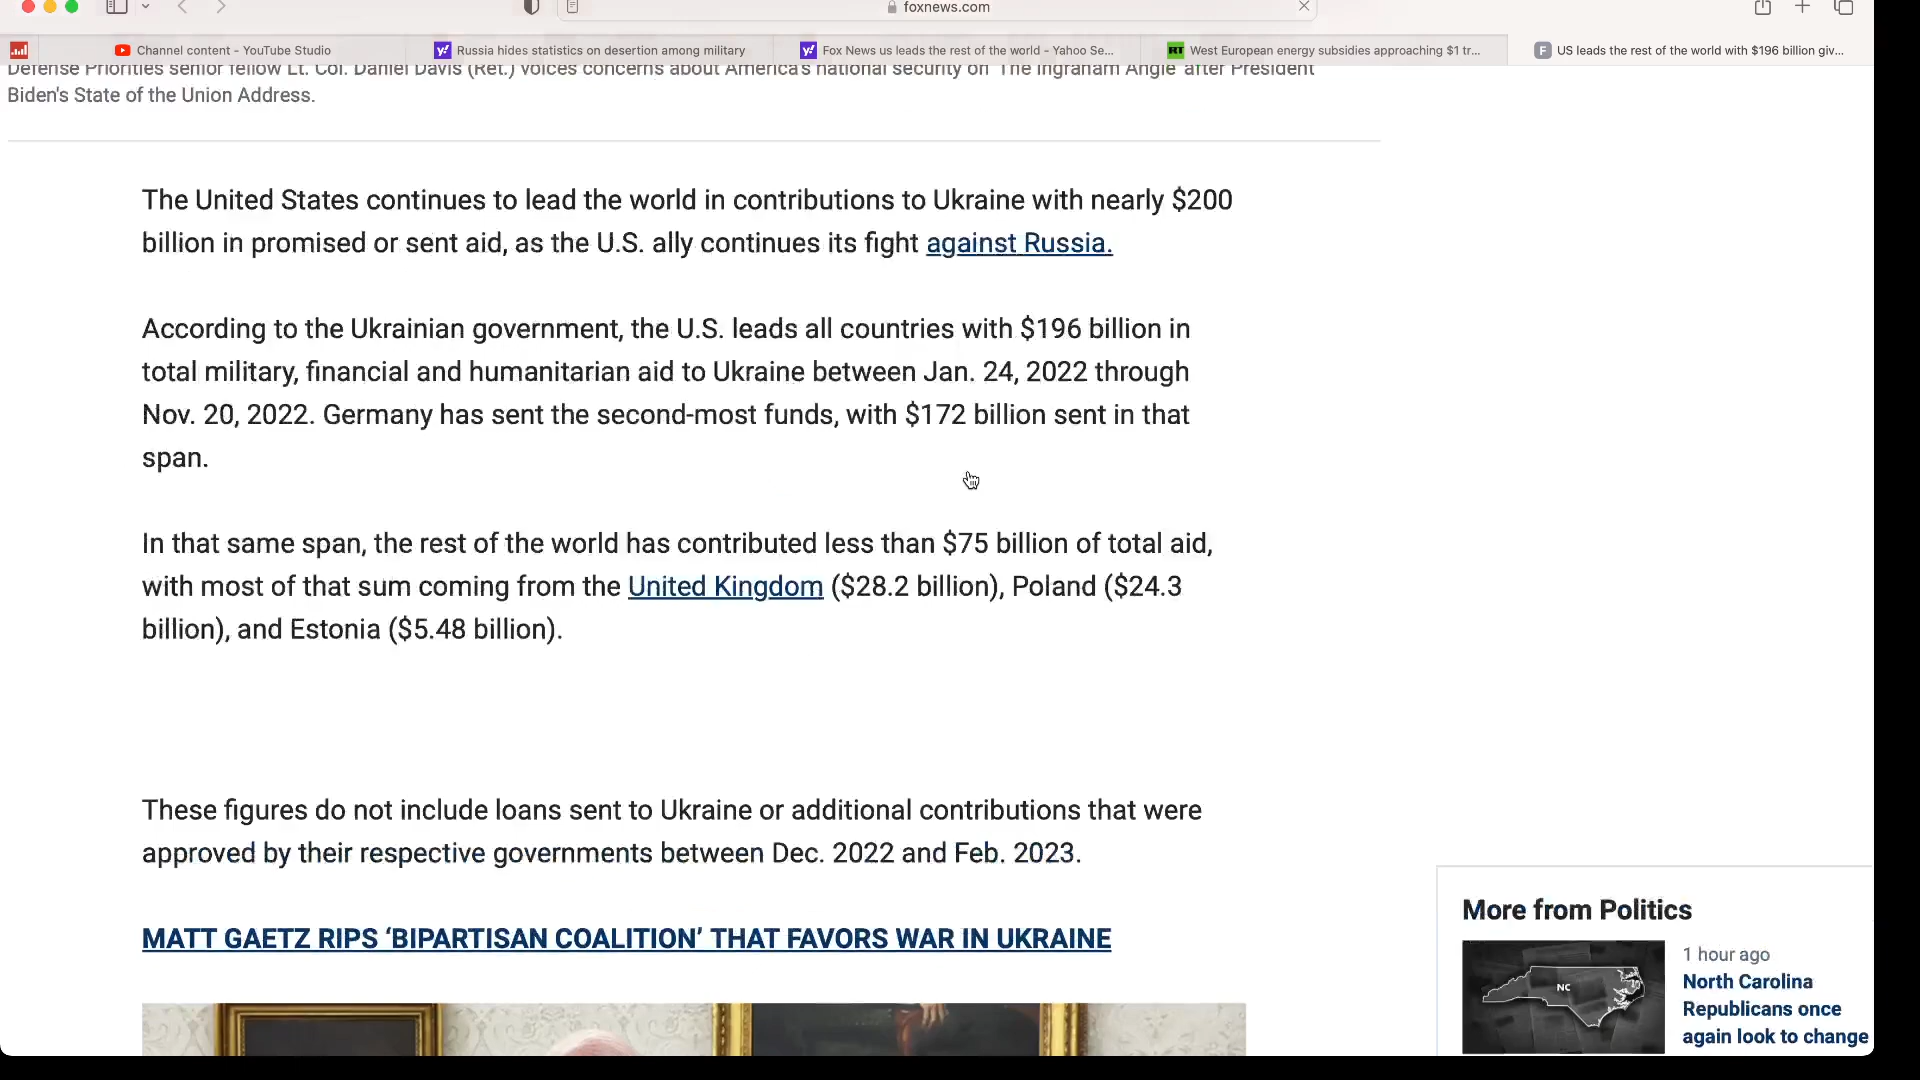 foxnews.com
Channel content - YouTube Studio
Russia hides statistics on desertion among military
Fox News us leads the rest of the world - Yahoo Se...
RT West European energy subsidies approaching $1 tr...
F US leads the rest of the world with $196 billion giv...
Defense Priorities senior fellow Lt. Col. Daniel Davis (Ret.) voices concerns about America's national security on 'The Ingraham Angle' after President
Biden's State of the Union Address.
The United States continues to lead the world in contributions to Ukraine with nearly $200
billion in promised or sent aid, as the U.S. ally continues its fight against Russia.
According to the Ukrainian government, the U.S. leads all countries with $196 billion in
total military, financial and humanitarian aid to Ukraine between Jan. 24, 2022 through
Nov. 20, 2022. Germany has sent the second-most funds, with $172 billion sent in that
span.
In that same span, the rest of the world has contributed less than $75 billion of total aid,
with most of that sum coming from the United Kingdom ($28.2 billion), Poland ($24.3
billion), and Estonia ($5.48 billion).
These figures do not include loans sent to Ukraine or additional contributions that were
approved by their respective governments between Dec. 2022 and Feb. 2023.
MATT GAETZ RIPS ‘BIPARTISAN COALITION’ THAT FAVORS WAR IN UKRAINE
More from Politics
NC
1 hour ago
North Carolina
Republicans once
again look to change